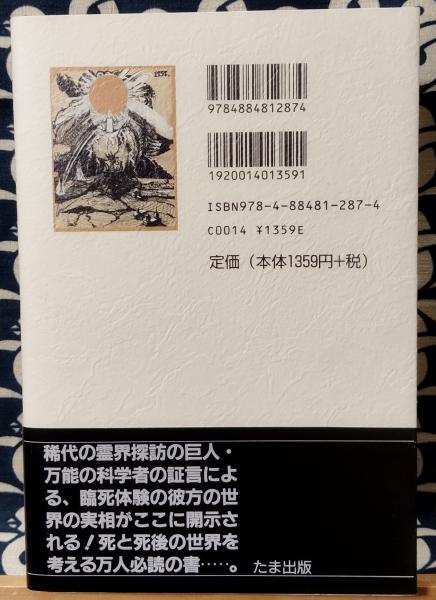 1935.
9784884812874
1920014013591
ISBN978-4-88481-287-4
C0014 ¥1359E
定価（本体1359円+税）
稀代の霊界探訪の巨人・
万能の科学者の証言によ
る、臨死体験の彼方の世
界の実相がここに開示さ
れる！死と死後の世界を
考える万人必読の書……。 たま出版